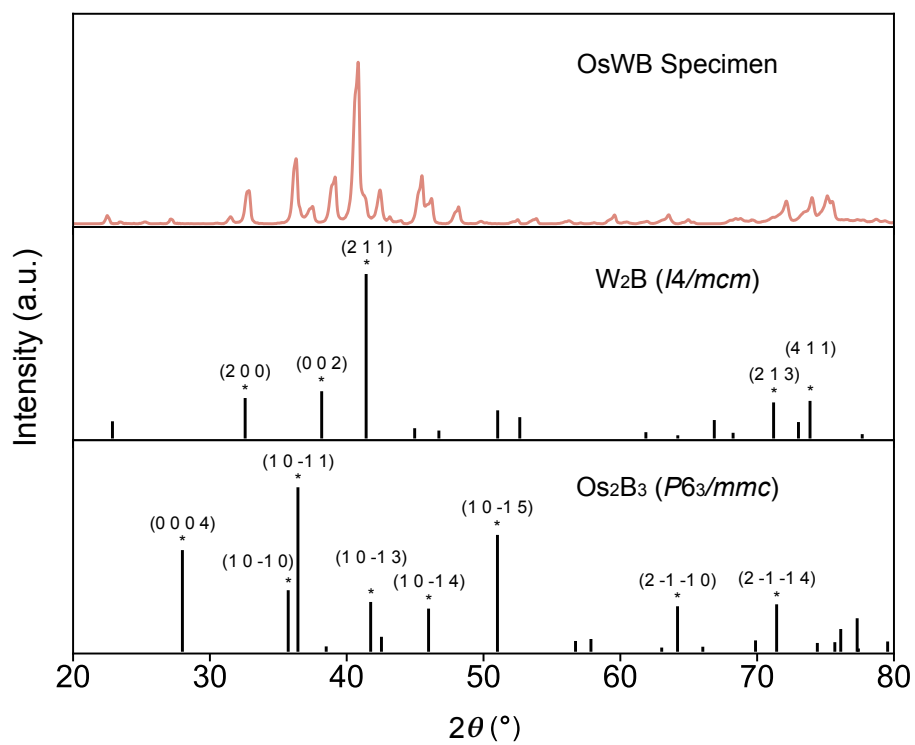 OsWB Specimen
(2 1 1)
*
W₂B (I4/mcm)
(4 1 1)
(0 0 2)
(2 0 0)
(2 1 3)
*
*
*
*
(1 0 -1 1)
*
Os₂B₃ (P6₃/mmc)
(1 0 -1 5)
(0 0 0 4)
*
*
(1 0 -1 0)
(1 0 -1 3)
(1 0 -1 4)
(2 -1 -1 0)
(2 -1 -1 4)
*
*
*
*
*
20 30 40 50 60 70 80
2θ (°)
Intensity (a.u.)